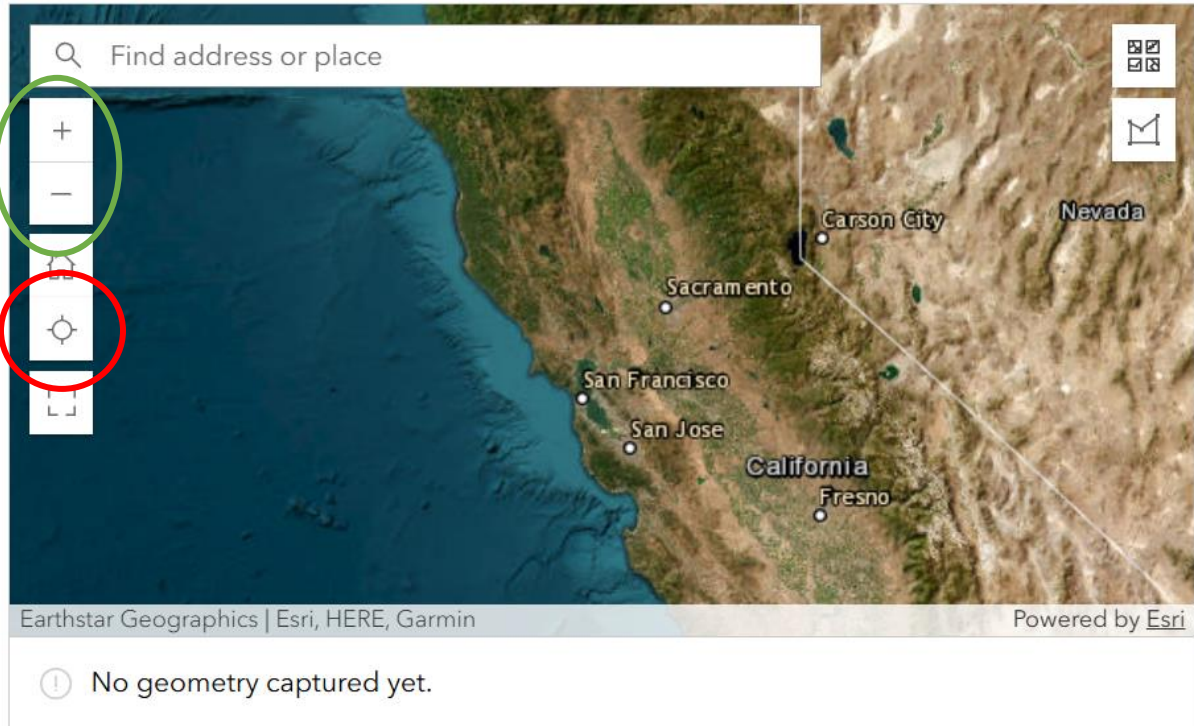 Find address or place
+
−
Carson City
Nevada
Sacramento
San Francisco
San Jose
California
Fresno
Earthstar Geographics | Esri, HERE, Garmin
Powered by Esri
No geometry captured yet.